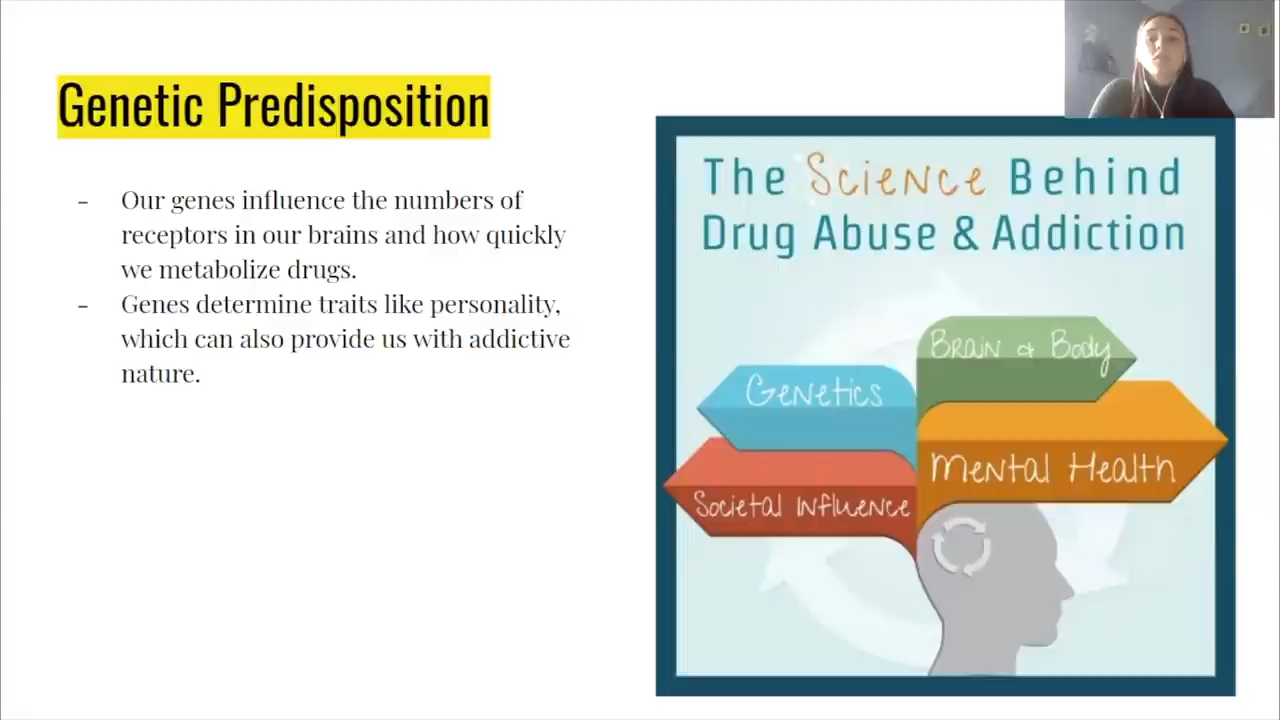 Genetic Predisposition
- Our genes influence the numbers of
receptors in our brains and how quickly
we metabolize drugs.
- Genes determine traits like personality,
which can also provide us with addictive
nature.
The Science Behind
Drug Abuse & Addiction
Brain & Body
Genetics
Mental Health
Societal Influence